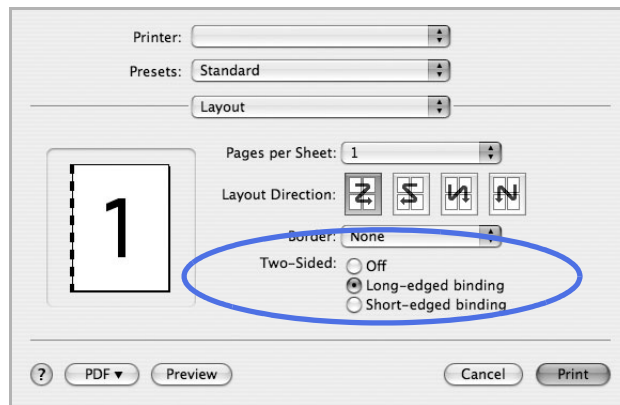 Printer:
Presets: Standard
Layout
Pages per Sheet: 1
Layout Direction:
Border: None
1
Two-Sided: Off
Long-edged binding
Short-edged binding
? PDF▼ Preview Cancel Print